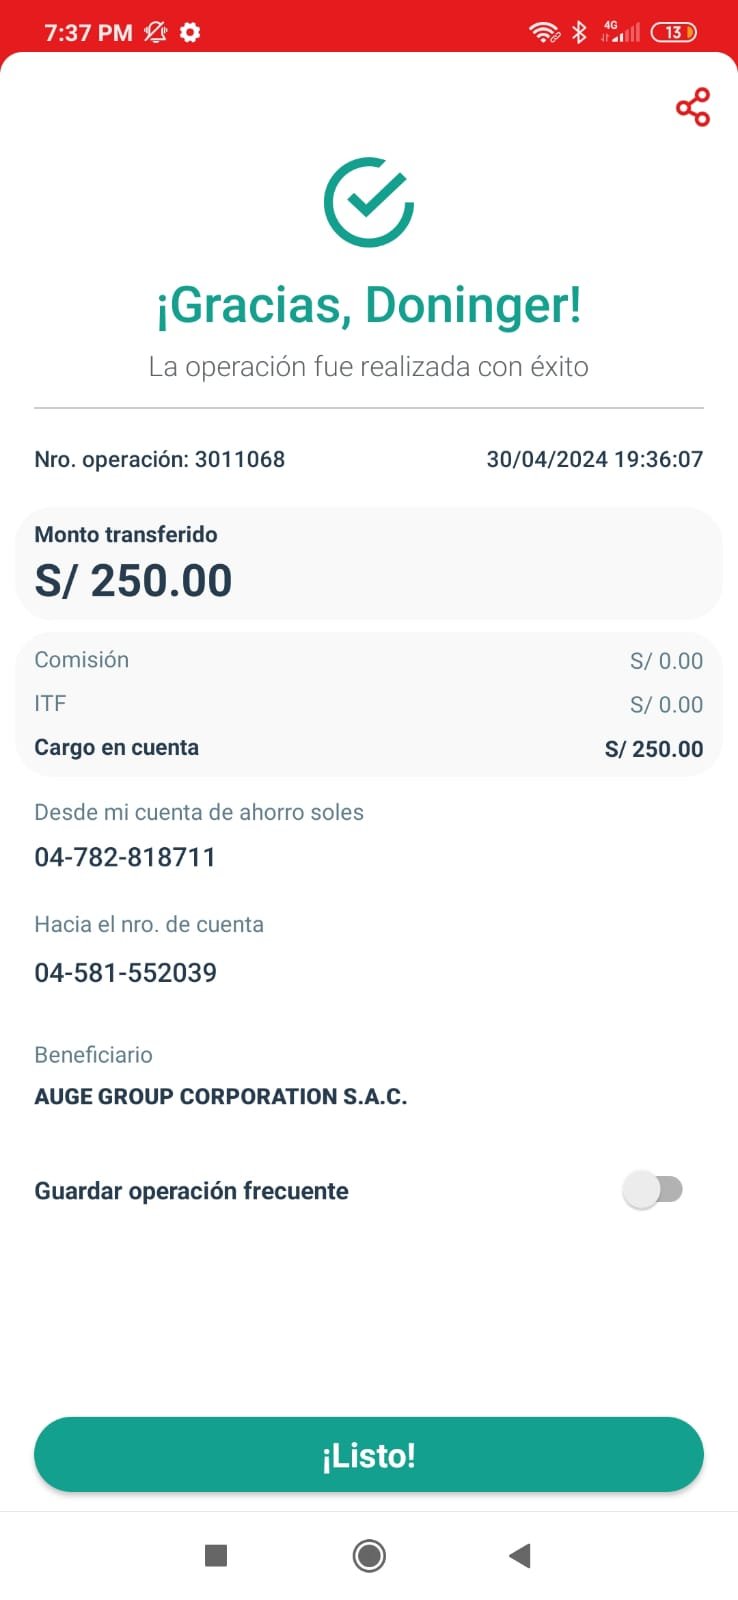 7:37 PM
4G
13
¡Gracias, Doninger!
La operación fue realizada con éxito
Nro. operación: 3011068 30/04/2024 19:36:07
Monto transferido
S/ 250.00
Comisión S/ 0.00
ITF S/ 0.00
Cargo en cuenta S/ 250.00
Desde mi cuenta de ahorro soles
04-782-818711
Hacia el nro. de cuenta
04-581-552039
Beneficiario
AUGE GROUP CORPORATION S.A.C.
Guardar operación frecuente
¡Listo!